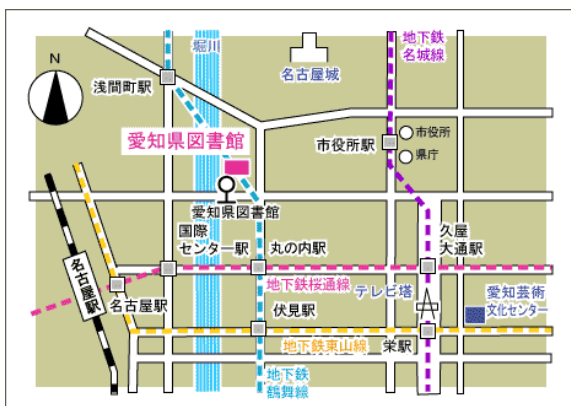 地下鉄
名城線
堀川
N
名古屋城
浅間町駅
市役所
愛知県図書館
市役所駅
県庁
愛知県図書館
国際
センター駅
丸の内駅
久屋
大通駅
名古屋駅
地下鉄桜通線
テレビ塔
愛知芸術
文化センター
名古屋駅
伏見駅
地下鉄東山線
栄駅
地下鉄
鶴舞線